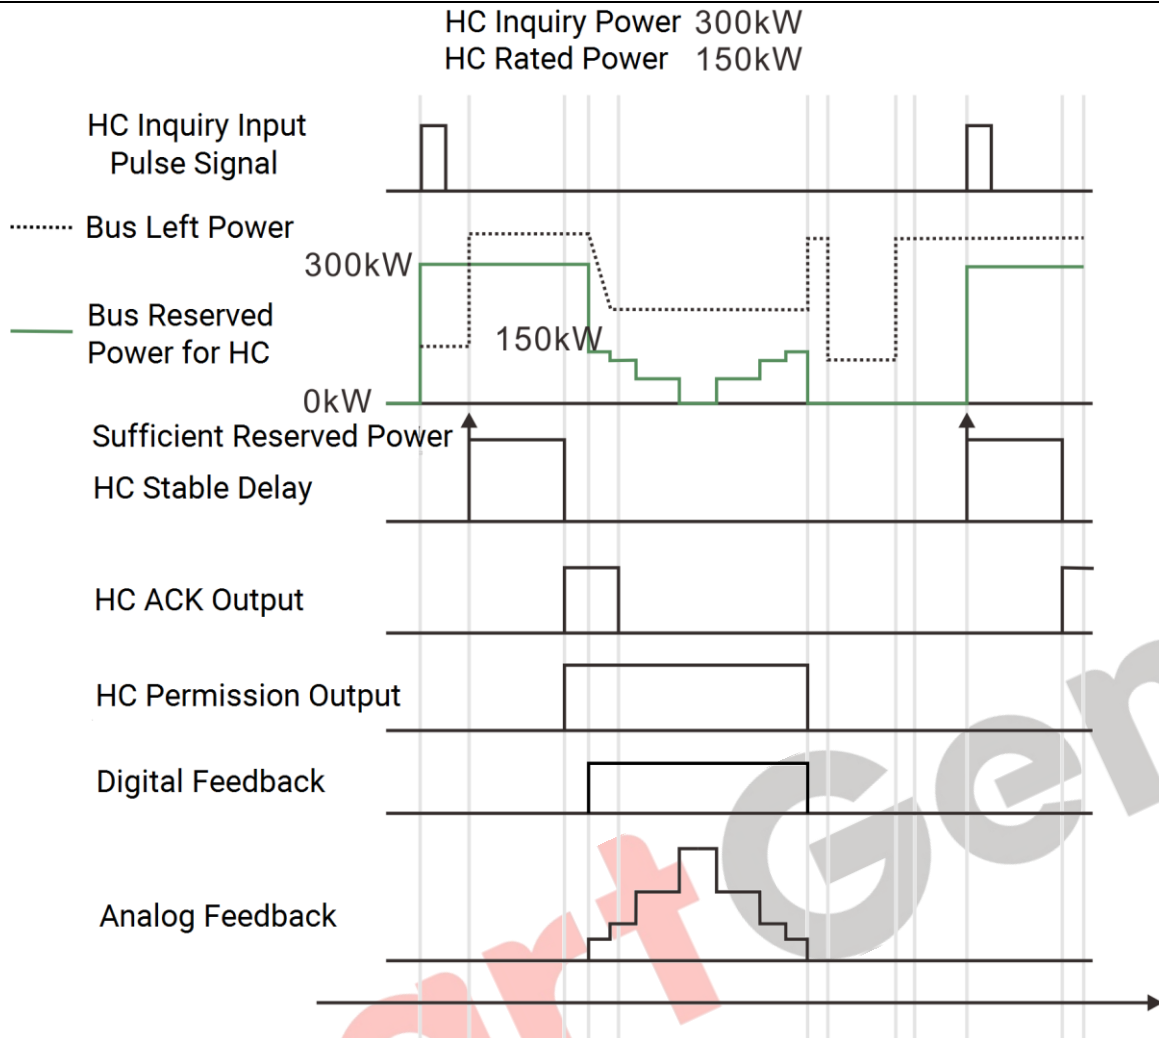 HC Inquiry Power 300kW
HC Rated Power 150kW
HC Inquiry Input
Pulse Signal
Bus Left Power
300kW
Bus Reserved
Power for HC
150kW
0kW
Sufficient Reserved Power
HC Stable Delay
HC ACK Output
HC Permission Output
Digital Feedback
Analog Feedback
artGen